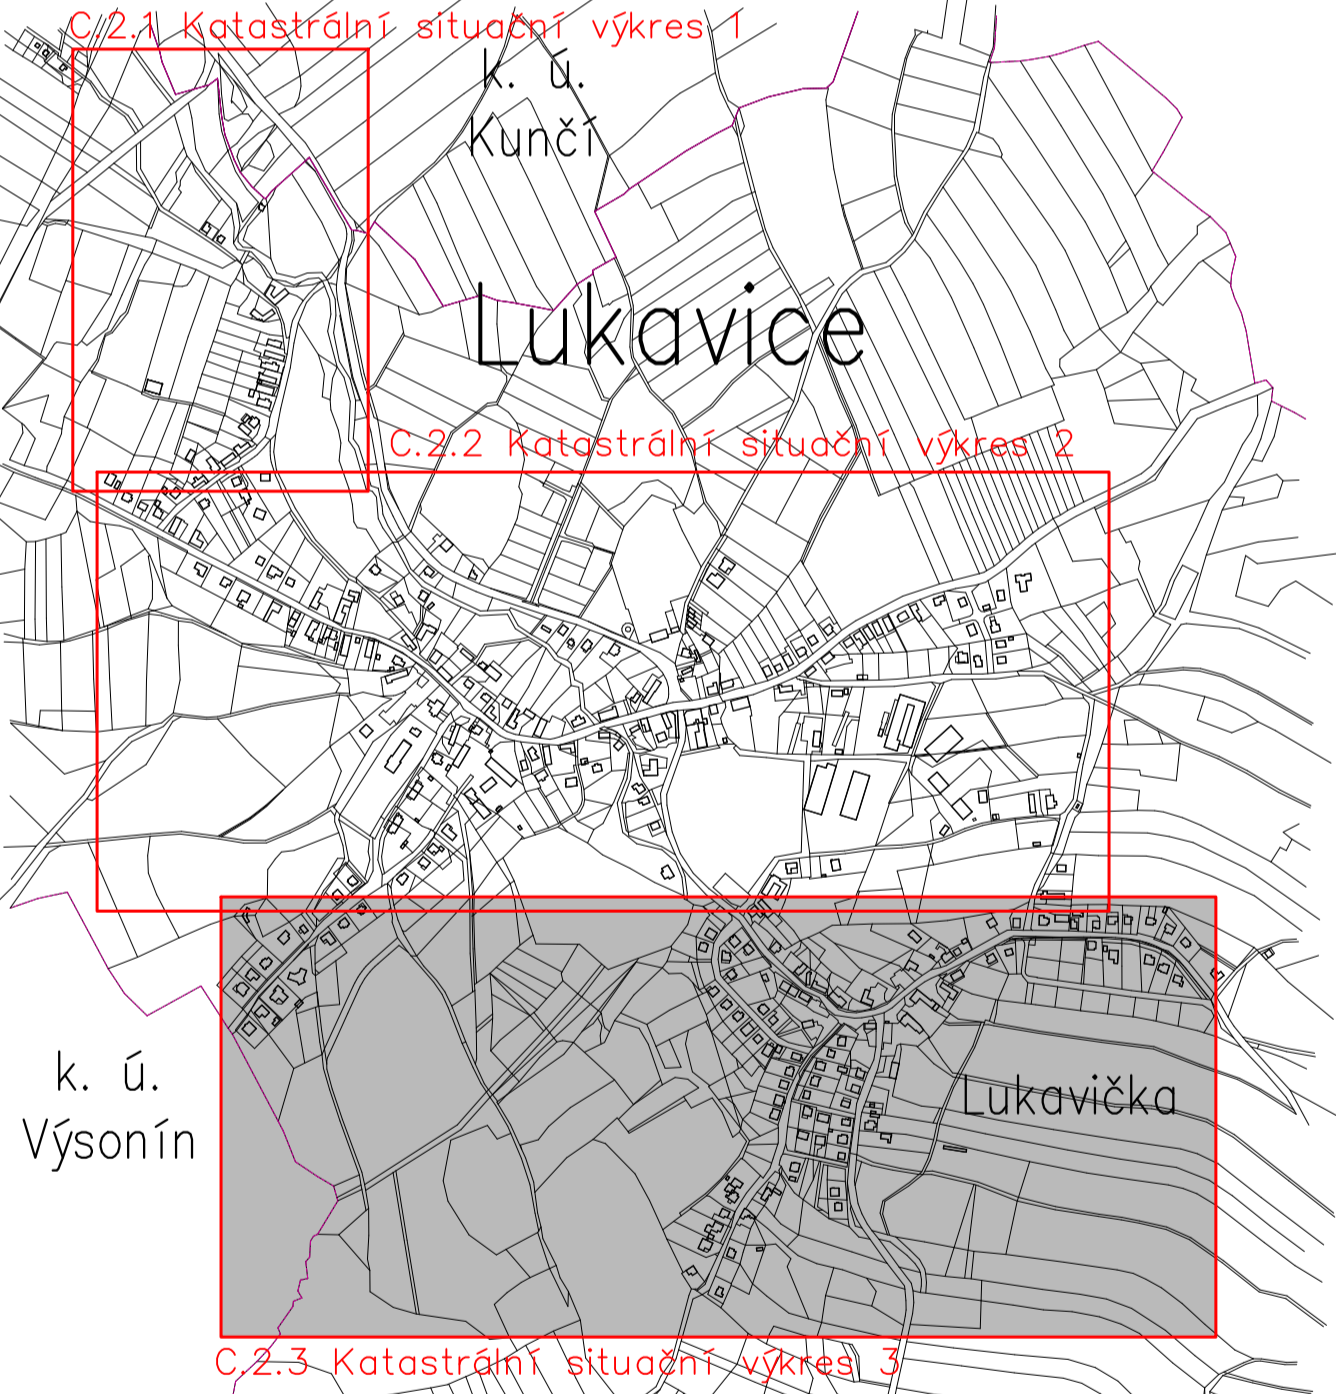 C.2.1 Katastrální situační výkres 1
k. ú.
Kunčí
Lukavice
C.2.2 Katastrální situační výkres 2
k. ú.
Výsonín
Lukavička
C.2.3 Katastrální situační výkres 3